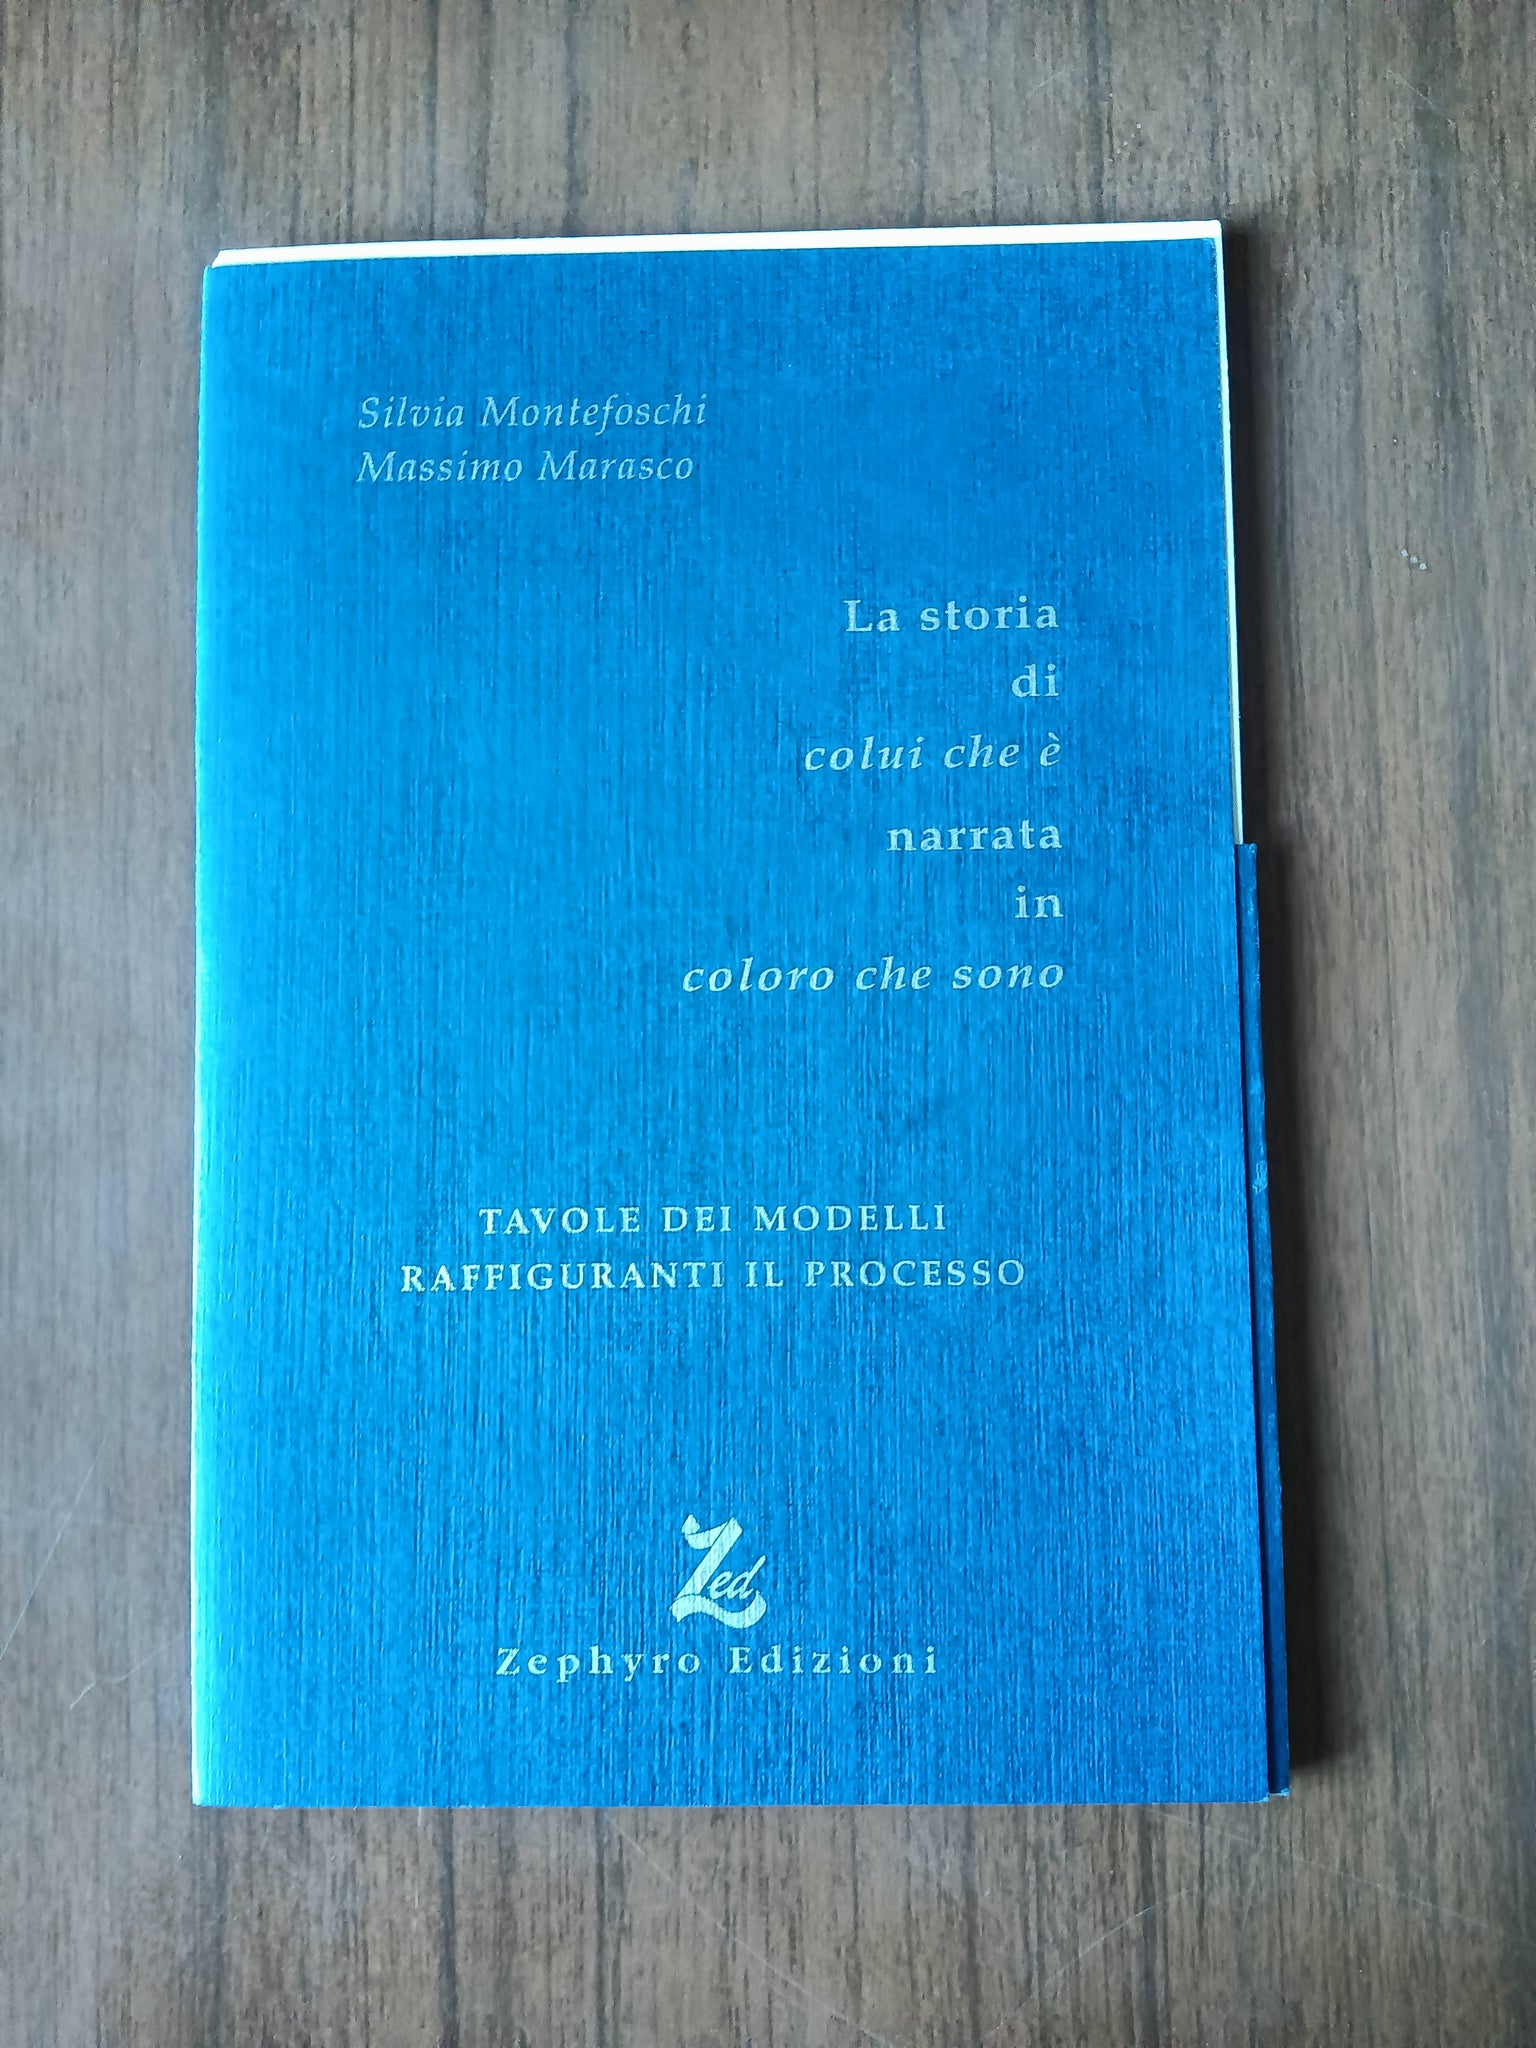 Silvia Montefoschi
Massimo Marasco
La storia
di
colui che è
narrata
in
coloro che sono
TAVOLE DEI MODELLI
RAFFIGURANTI IL PROCESSO
Zed
Zephyro Edizioni